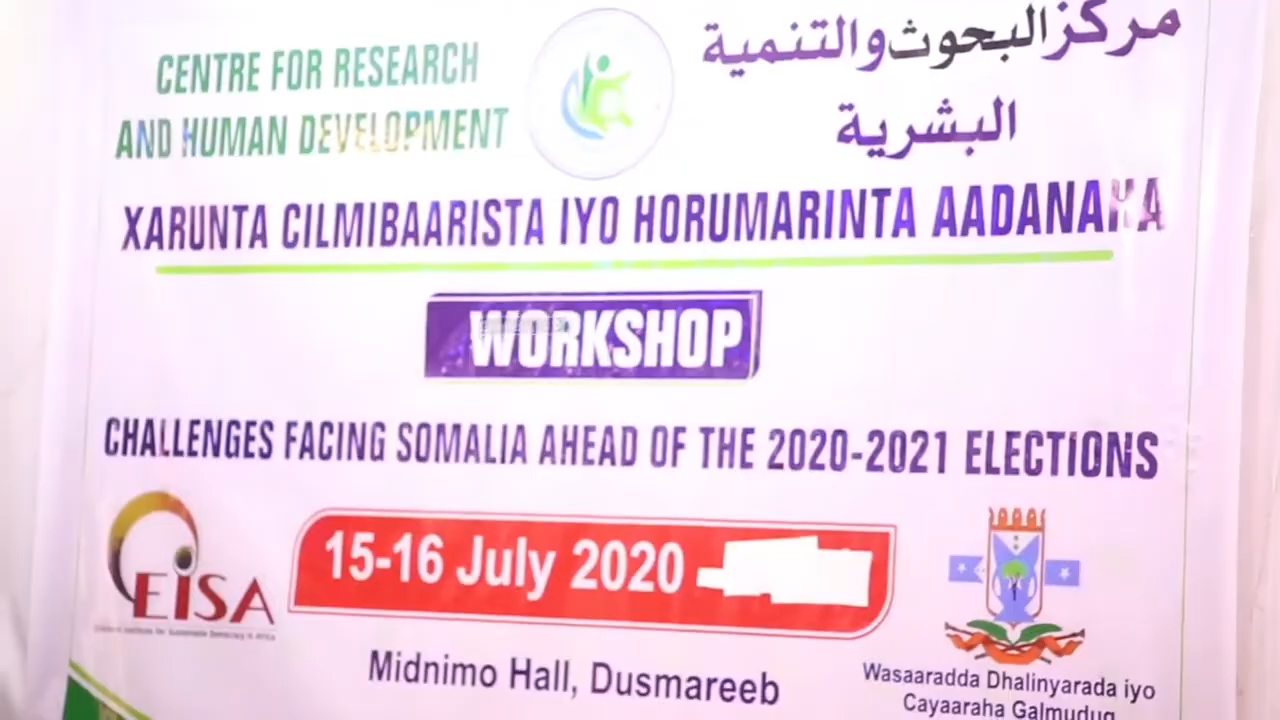 CENTRE FOR RESEARCH
AND HUMAN DEVELOPMENT
مركز البحوث والتنمية
البشرية
XARUNTA CILMIBAARISTA IYO HORUMARINTA AADANAHA
WORKSHOP
CHALLENGES FACING SOMALIA AHEAD OF THE 2020-2021 ELECTIONS
EISA
15-16 July 2020
Midnimo Hall, Dusmareeb
Wasaaradda Dhalinyarada iyo
Cayaaraha Galmudug